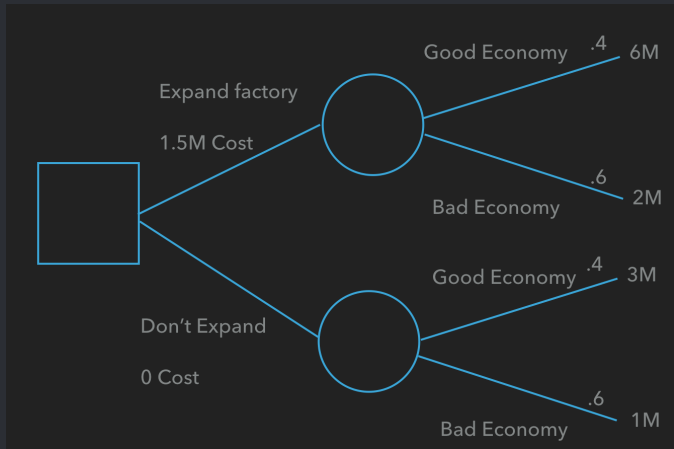 Good Economy .4 6M
Expand factory
1.5M Cost
.6
Bad Economy 2M
Good Economy .4 3M
Don’t Expand
0 Cost
.6
Bad Economy 1M